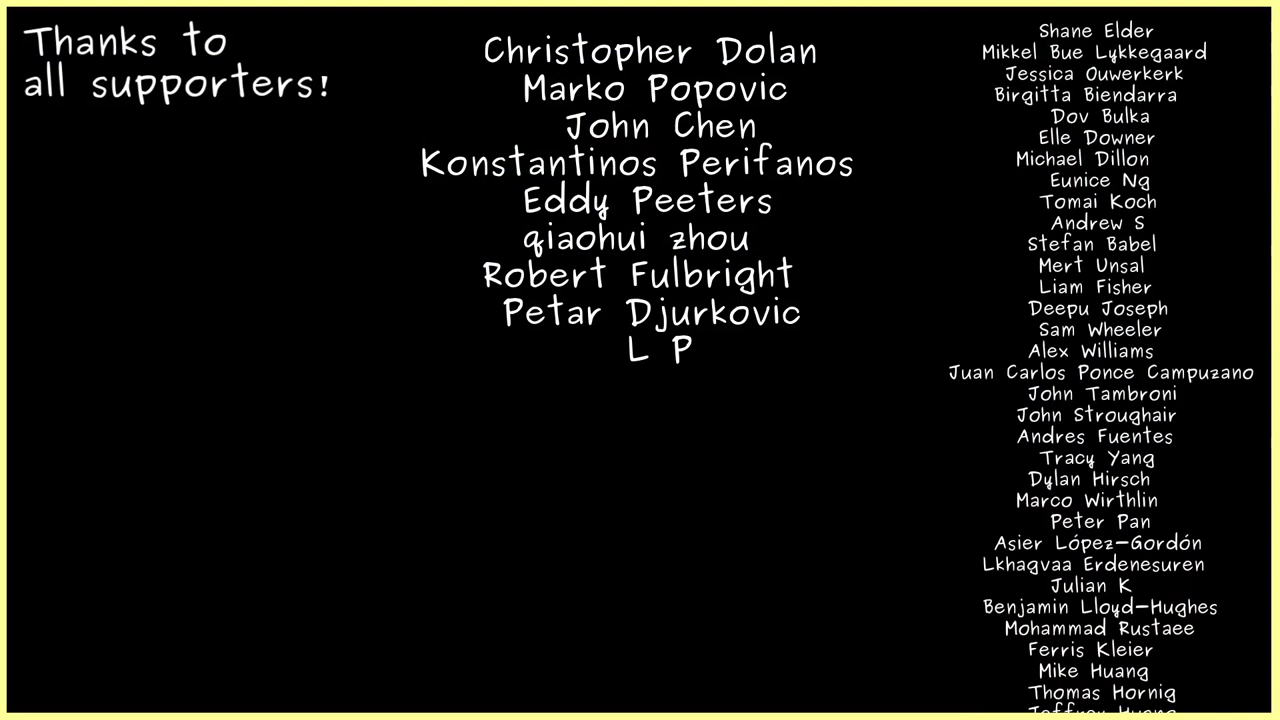 Thanks to
all supporters!
Christopher Dolan
Marko Popovic
John Chen
Konstantinos Perifanos
Eddy Peeters
qiaohui zhou
Robert Fulbright
Petar Djurkovic
L P
Shane Elder
Mikkel Bue Lykkegaard
Jessica Ouwerkerk
Birgitta Biendarra
Dov Bulka
Elle Downer
Michael Dillon
Eunice Ng
Tomai Koch
Andrew S
Stefan Babel
Mert Unsal
Liam Fisher
Deepu Joseph
Sam Wheeler
Alex Williams
Juan Carlos Ponce Campuzano
John Tambroni
John Stroughair
Andres Fuentes
Tracy Yang
Dylan Hirsch
Marco Wirthlin
Peter Pan
Asier López-Gordón
Lkhagvaa Erdenesuren
Julian K
Benjamin Lloyd-Hughes
Mohammad Rustaee
Ferris Kleier
Mike Huang
Thomas Hornig